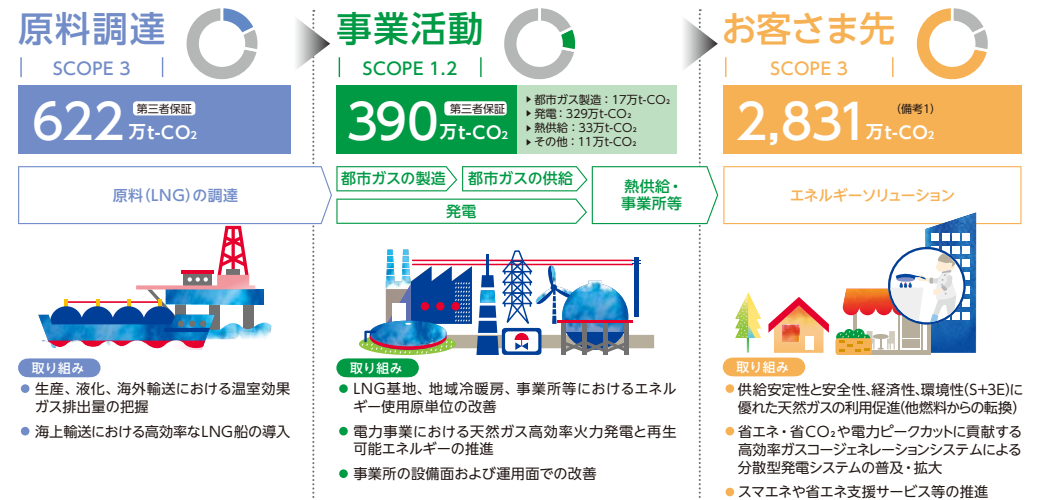 原料調達
SCOPE 3
622万t-CO₂
第三者保証
原料（LNG）の調達
取り組み
● 生産、液化、海外輸送における温室効果
ガス排出量の把握
● 海上輸送における高効率なLNG船の導入
事業活動
SCOPE 1.2
390万t-CO₂
第三者保証
▶ 都市ガス製造：17万t-CO₂
▶ 発電：329万t-CO₂
▶ 熱供給：33万t-CO₂
▶ その他：11万t-CO₂
都市ガスの製造
都市ガスの供給
発電
熱供給・
事業所等
取り組み
● LNG基地、地域冷暖房、事業所等におけるエネル
ギー使用原単位の改善
● 電力事業における天然ガス高効率火力発電と再生
可能エネルギーの推進
● 事業所の設備面および運用面での改善
お客さま先
SCOPE 3
2,831万t-CO₂
（備考1）
エネルギーソリューション
取り組み
● 供給安定性と安全性、経済性、環境性(S+3E)に
優れた天然ガスの利用促進(他燃料からの転換)
● 省エネ・省CO₂や電力ピークカットに貢献する
高効率ガスコージェネレーションシステムによる
分散型発電システムの普及・拡大
● スマエネや省エネ支援サービス等の推進